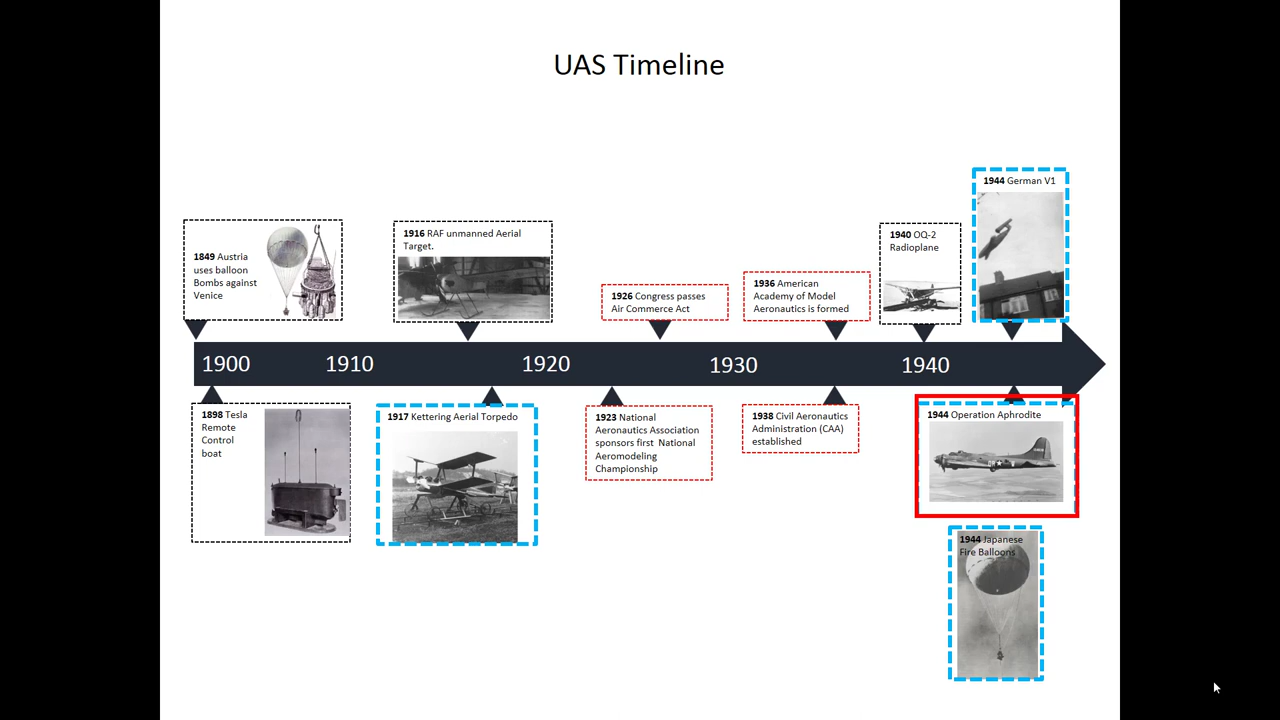 UAS Timeline
1944 German V1
1849 Austria
uses balloon
Bombs against
Venice
1916 RAF unmanned Aerial
Target.
1926 Congress passes
Air Commerce Act
1936 American
Academy of Model
Aeronautics is formed
1940 OQ-2
Radioplane
1900
1910
1920
1930
1940
1898 Tesla
Remote
Control
boat
1917 Kettering Aerial Torpedo
1923 National
Aeronautics Association
sponsors first National
Aeromodeling
Championship
1938 Civil Aeronautics
Administration (CAA)
established
1944 Operation Aphrodite
1944 Japanese
Fire Balloons